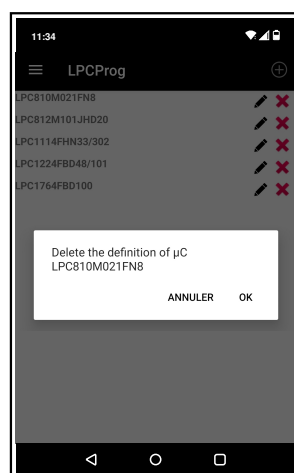 11:34
LPCProg
LPC810M021FN8
LPC812M101JHD20
LPC1114FHN33/302
LPC1224FBD48/101
LPC1764FBD100
Delete the definition of µC
LPC810M021FN8
ANNULER OK